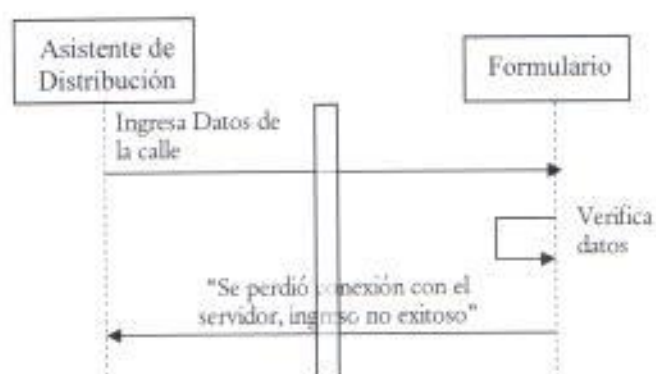 Asistente de
Distribución
Formulario
Ingresa Datos de
la calle
Verifica
datos
"Se perdió conexión con el
servidor, ingreso no exitoso"